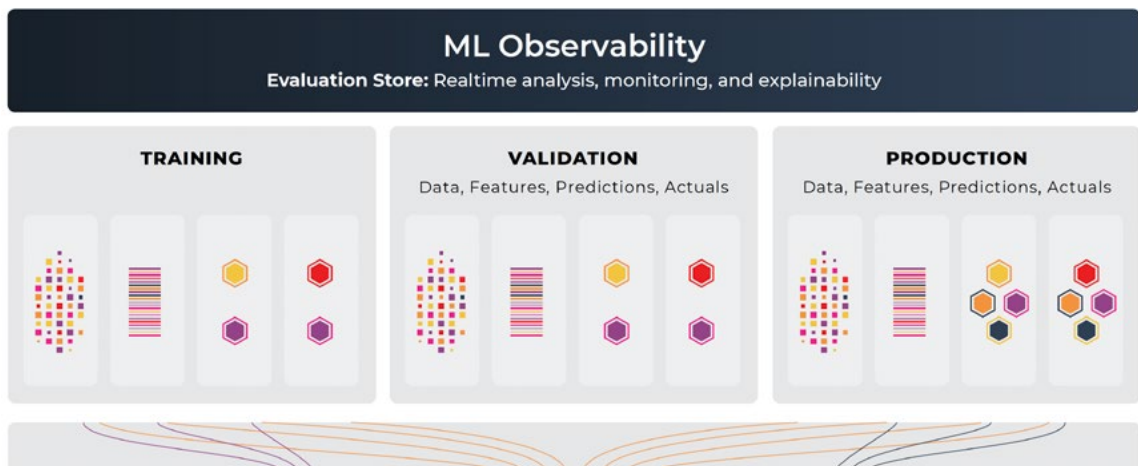 ML Observability
Evaluation Store: Realtime analysis, monitoring, and explainability
TRAINING
VALIDATION
Data, Features, Predictions, Actuals
PRODUCTION
Data, Features, Predictions, Actuals